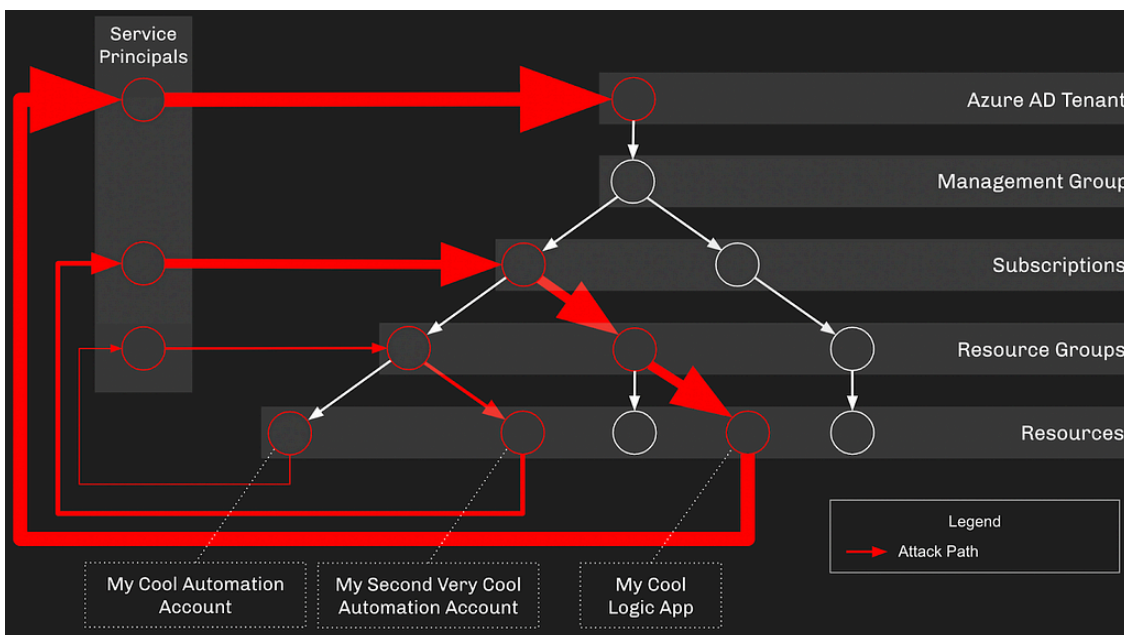 Service
Principals
Azure AD Tenant
Management Group
Subscriptions
Resource Groups
Resources
Legend
Attack Path
My Cool Automation
Account
My Second Very Cool
Automation Account
My Cool
Logic App